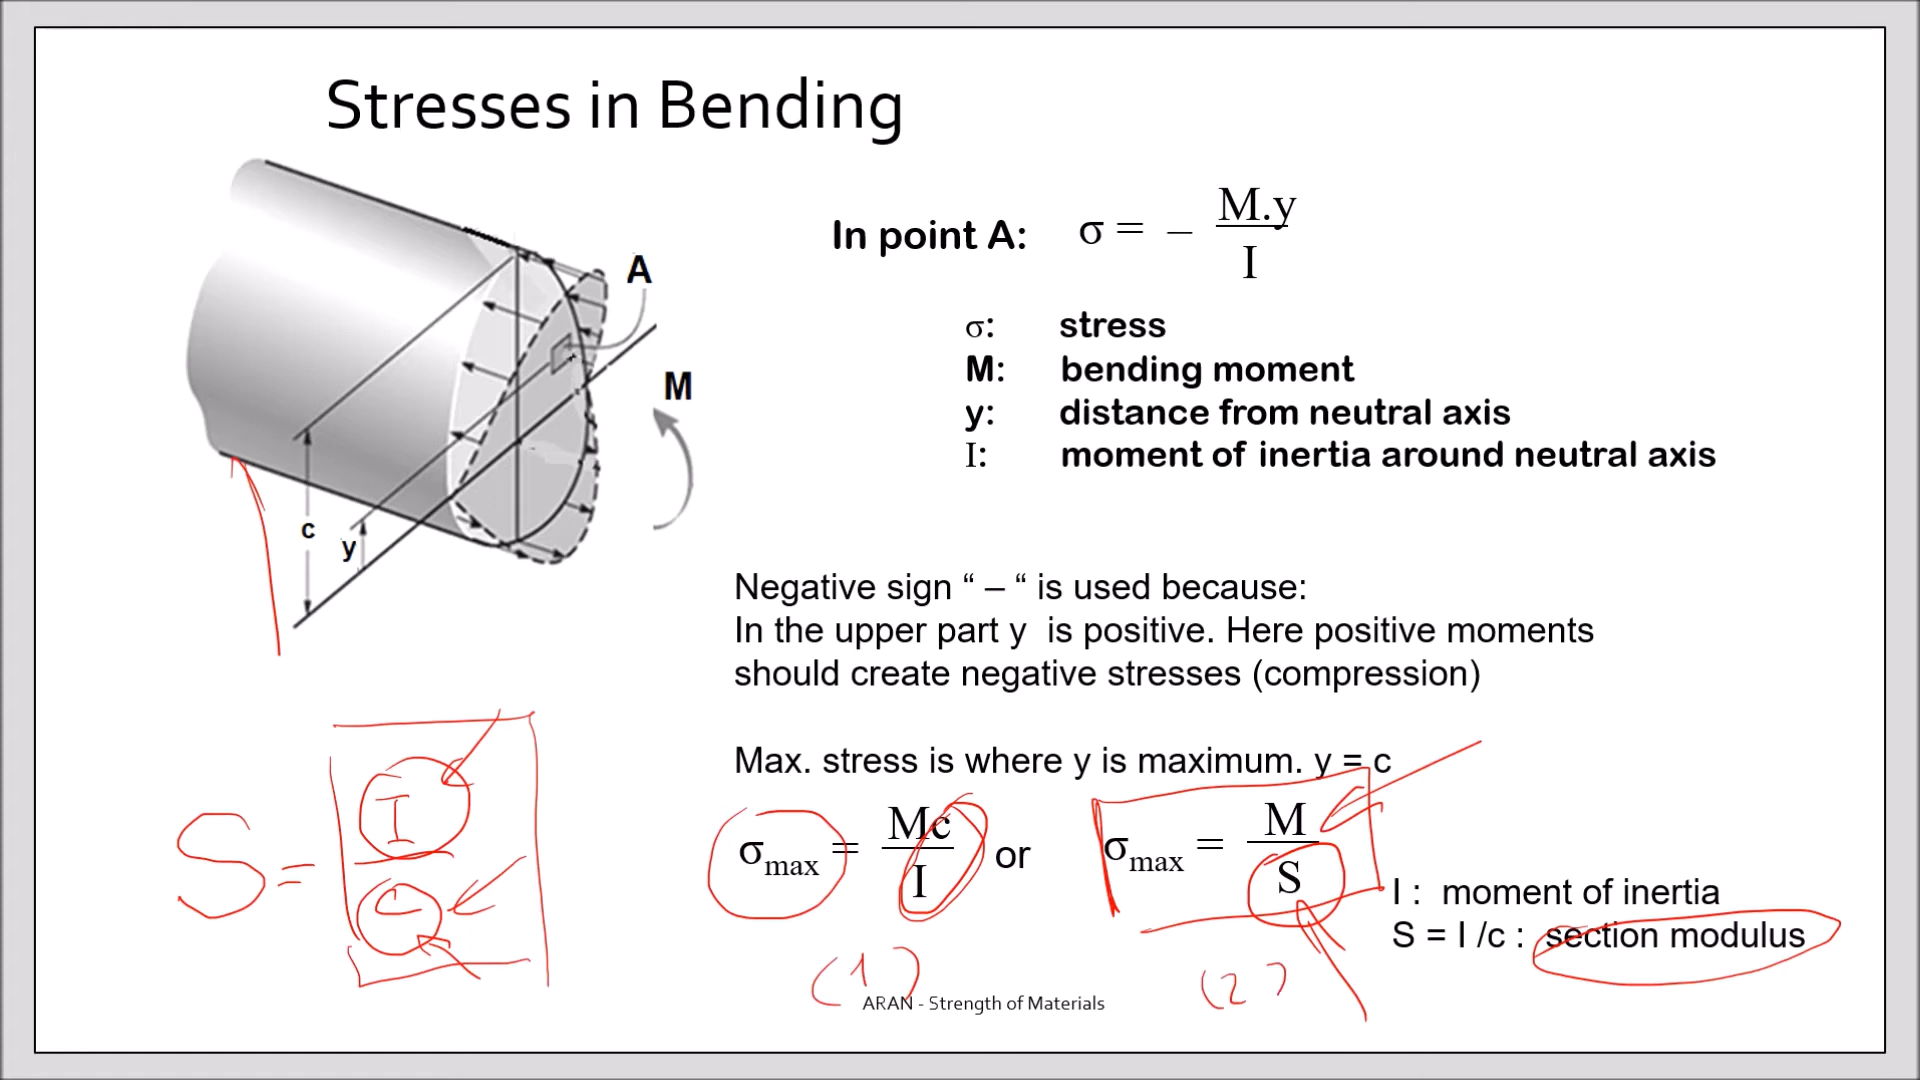 Stresses in Bending
A
M
c
y
In point A: σ = – M.y / I
σ: stress
M: bending moment
y: distance from neutral axis
I: moment of inertia around neutral axis
Negative sign “ – “ is used because:
In the upper part y is positive. Here positive moments
should create negative stresses (compression)
Max. stress is where y is maximum. y = c
σmax = Mc / I or σmax = M / S
I : moment of inertia
S = I /c : section modulus
S = I / c
(1)
(2)
ARAN - Strength of Materials